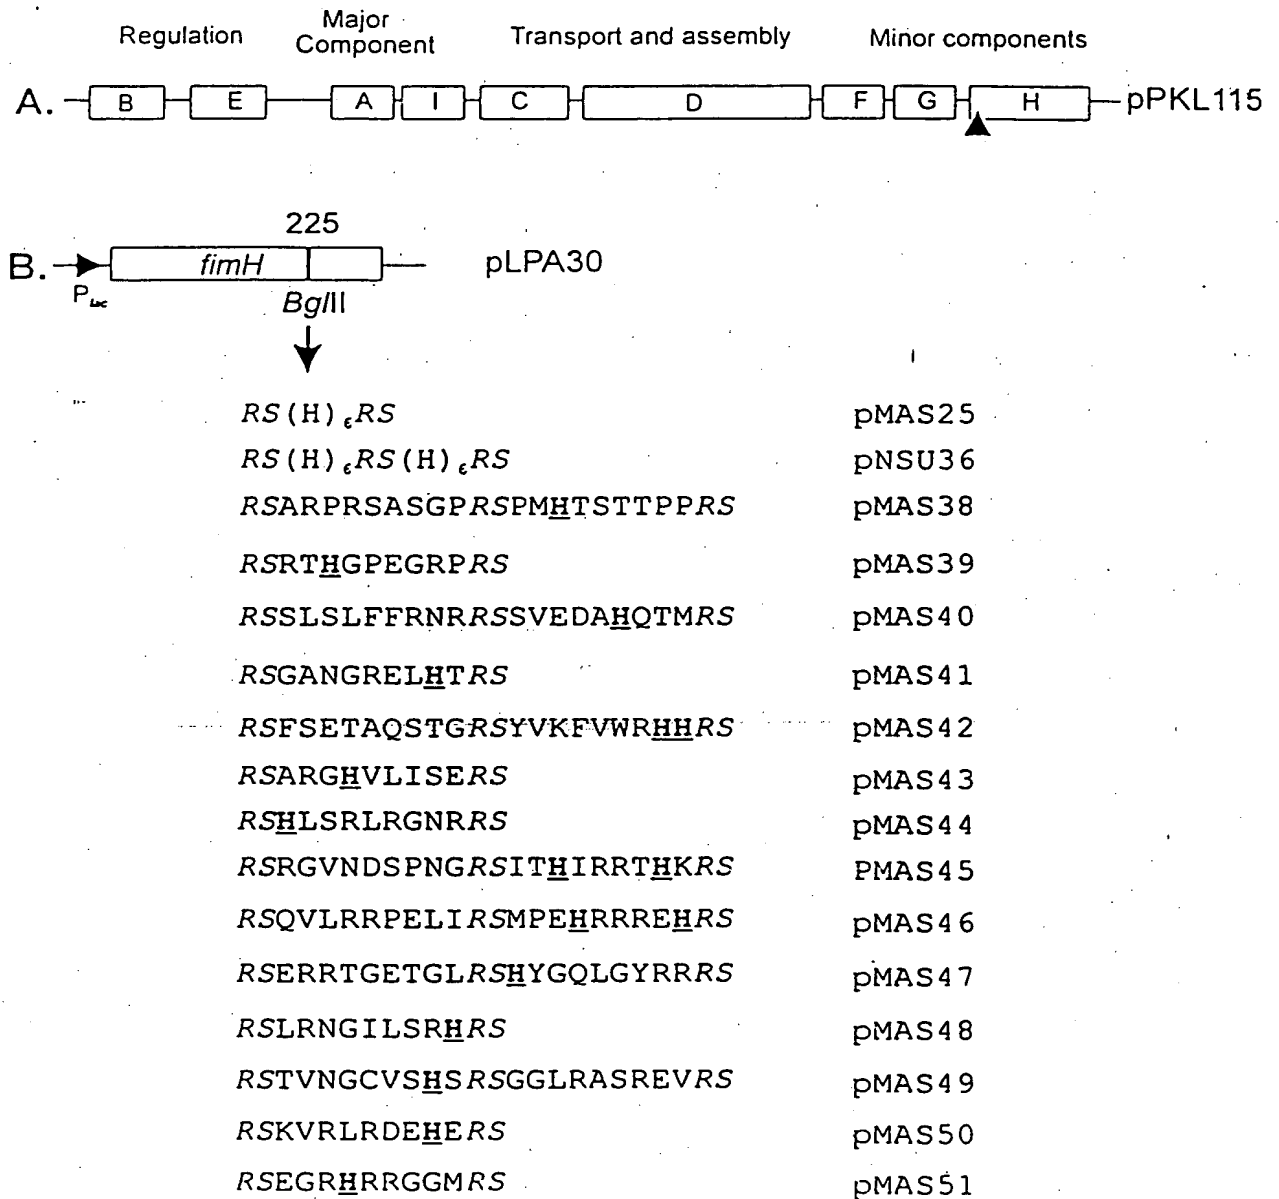 Regulation Major Component Transport and assembly Minor components
A. B E A I C D F G H pPKL115
225
B. fimH pLPA30
PLac BglII
RS(H)6RS pMAS25
RS(H)6RS(H)6RS pNSU36
RSARPRSASGPRSPMHTSTTPPRS pMAS38
RSRTHGPEGRPRS pMAS39
RSSLSLFFRNRRSSVEDAHQTMRS pMAS40
RSGANGRELHTRS pMAS41
RSFSETAQSTGRSYVKFVWRHHRS pMAS42
RSARGHVLISERS pMAS43
RSHLSRLRGNRRS pMAS44
RSRGVNDSPNGRSITHIRRTHKRS PMAS45
RSQVLRRPELIRSMPEHRRREHRS pMAS46
RSERRTGETGLRSHYGQLGYRRRS pMAS47
RSLRNGILSRHRS pMAS48
RSTVNGCVSHSRSGGLRASREVRS pMAS49
RSKVRLRDEHERS pMAS50
RSEGRHRRGGMRS pMAS51